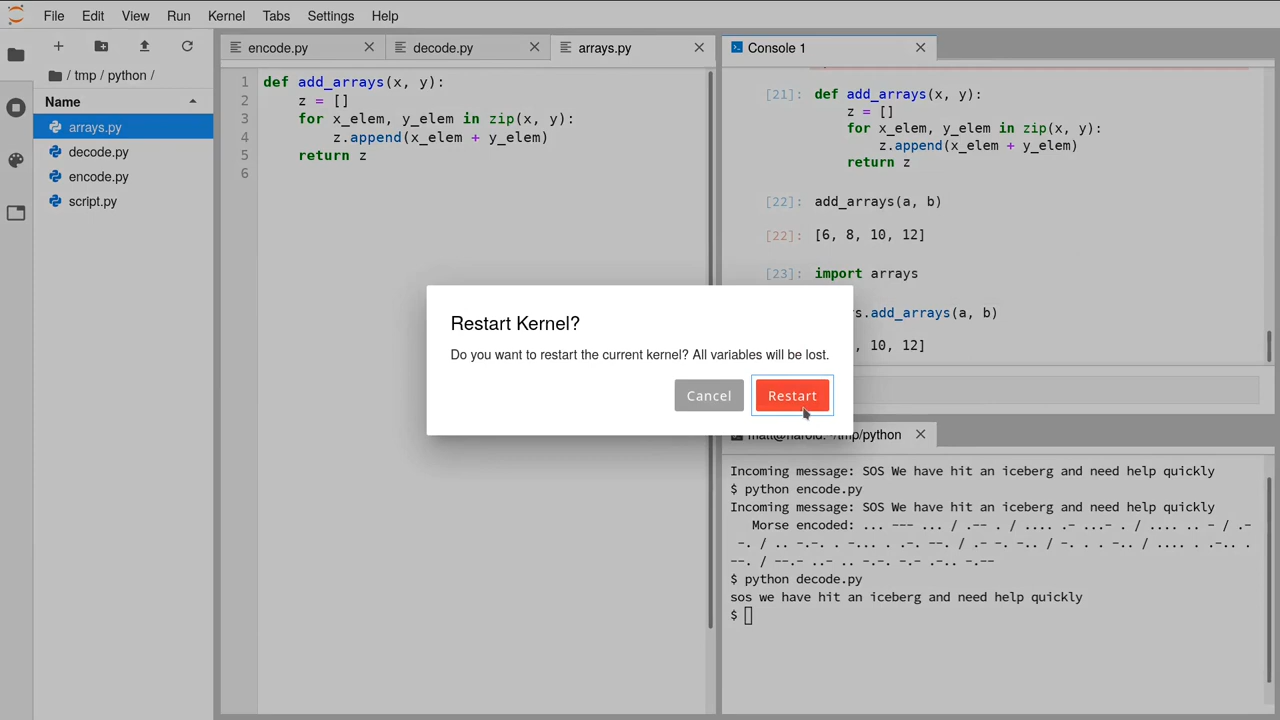 File Edit View Run Kernel Tabs Settings Help
/ tmp / python /
Name
arrays.py
decode.py
encode.py
script.py
encode.py
decode.py
arrays.py
1 def add_arrays(x, y):
2 z = []
3 for x_elem, y_elem in zip(x, y):
4 z.append(x_elem + y_elem)
5 return z
6
Console 1
[21]: def add_arrays(x, y):
z = []
for x_elem, y_elem in zip(x, y):
z.append(x_elem + y_elem)
return z
[22]: add_arrays(a, b)
[22]: [6, 8, 10, 12]
[23]: import arrays
.add_arrays(a, b)
, 10, 12]
Restart Kernel?
Do you want to restart the current kernel? All variables will be lost.
Cancel
Restart
matt@harold: ~/tmp/python
Incoming message: SOS We have hit an iceberg and need help quickly
$ python encode.py
Incoming message: SOS We have hit an iceberg and need help quickly
Morse encoded: ... --- ... / .-- . / .... .- ...- . / .... .. - / .-
-. / .. -.-. . -... . .-. --. / .- -. -.. / -. . . -.. / .... . .-.. .
--. / --.- ..- .. -.-. -.- .-.. -.--
$ python decode.py
sos we have hit an iceberg and need help quickly
$